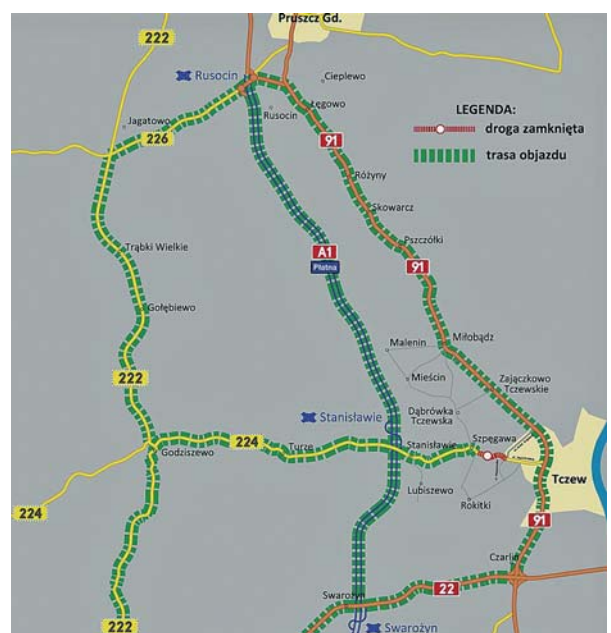 Pruszcz Gd.
222
Rusocin
Cieplewo
Łęgowo
Rusocin
LEGENDA:
droga zamknięta
trasa objazdu
Jagatowo
226
91
Różyny
Skowarcz
Pszczółki
Trąbki Wielkie
A1
Płatna
91
Gołębiewo
Malenin
Miłobądz
Mieścin
Zajączkowo
Tczewskie
222
Dąbrówka
Tczewska
Stanisławie
224
Turze
Stanisławie
Szpęgawa
Godziszewo
Tczew
Lubiszewo
Rokitki
224
91
Czarlin
22
Swarożyn
222
Swarożyn